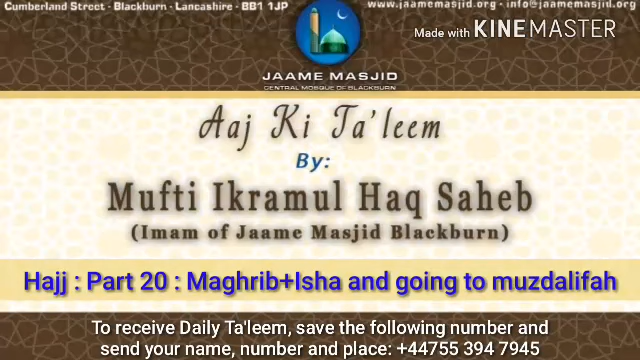 Cumberland Street - Blackburn - Lancashire - BB1 1JP
www.jaamemasjid.org - info@jaamemasjid.org
Made with KINEMASTER
JAAME MASJID
CENTRAL MOSQUE OF BLACKBURN
Aaj Ki Ta'leem
By:
Mufti Ikramul Haq Saheb
(Imam of Jaame Masjid Blackburn)
Hajj : Part 20 : Maghrib+Isha and going to muzdalifah
To receive Daily Ta'leem, save the following number and
send your name, number and place: +44755 394 7945